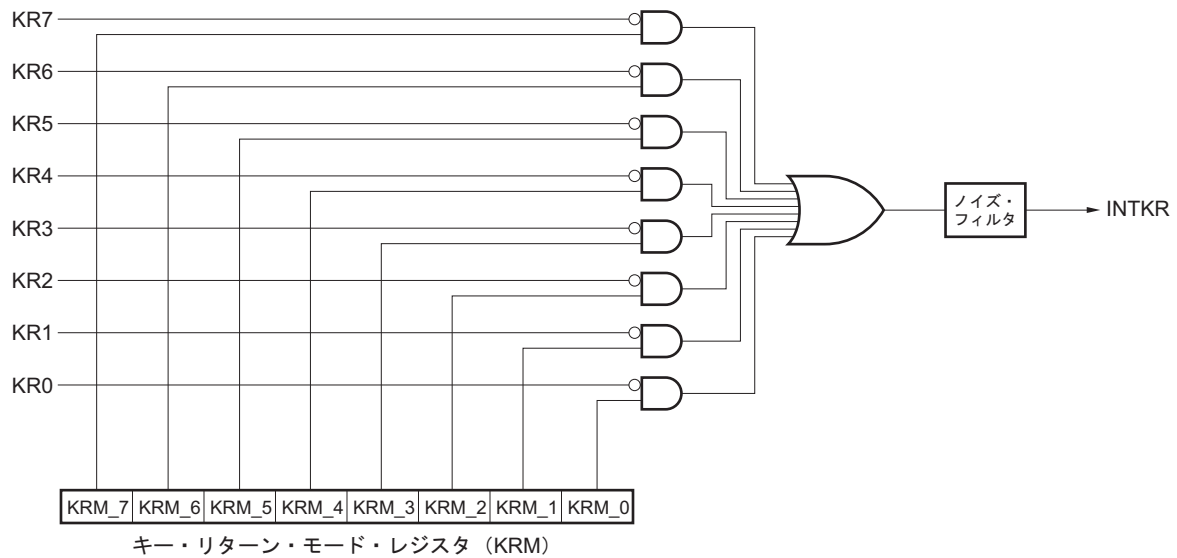 KR7
KR6
KR5
KR4
KR3
KR2
KR1
KR0
ノイズ・
フィルタ
INTKR
KRM_7 KRM_6 KRM_5 KRM_4 KRM_3 KRM_2 KRM_1 KRM_0
キー・リターン・モード・レジスタ（KRM）